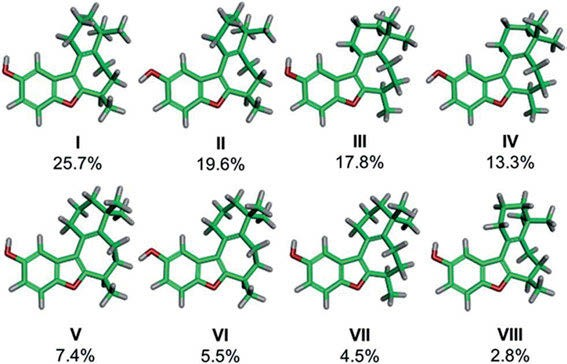 I II III IV
25.7% 19.6% 17.8% 13.3%
V VI VII VIII
7.4% 5.5% 4.5% 2.8%